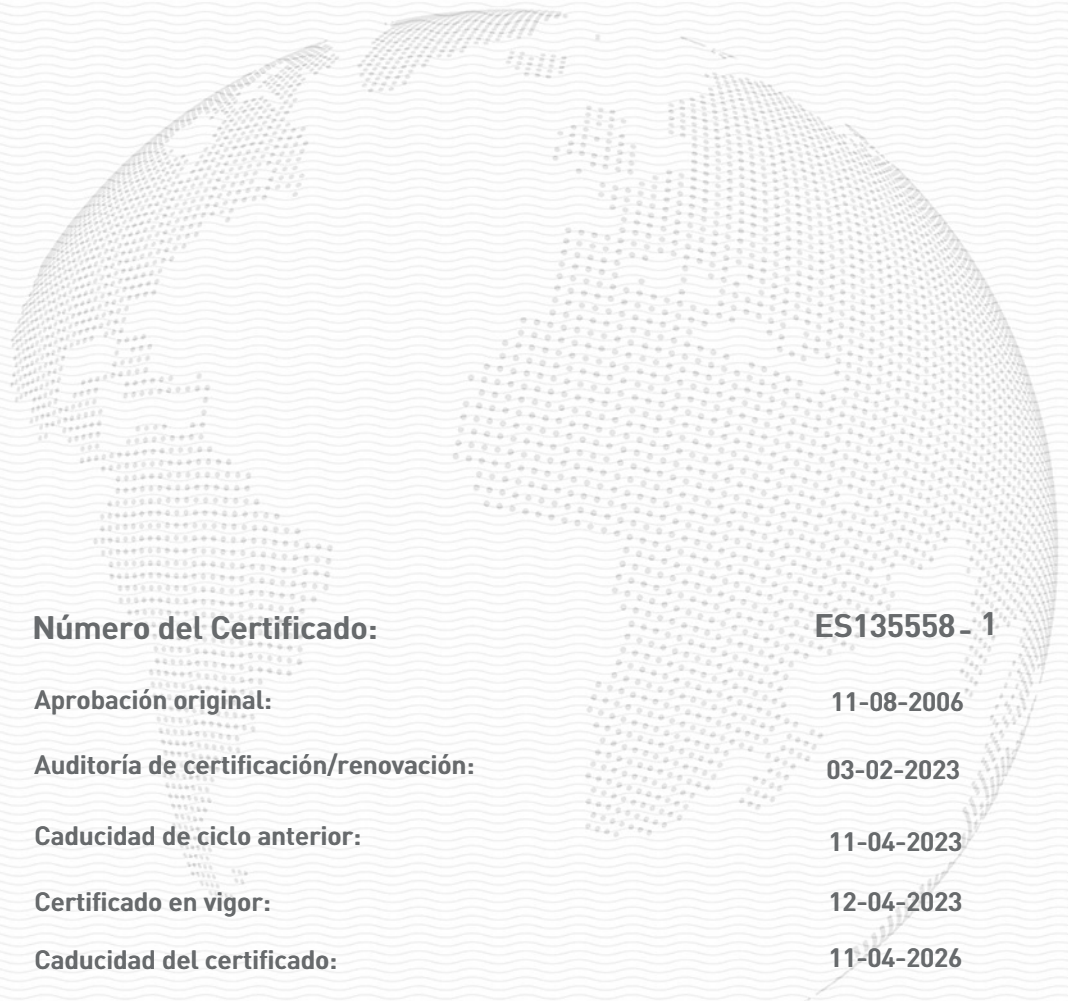 Número del Certificado: ES135558- 1
Aprobación original: 11-08-2006
Auditoría de certificación/renovación: 03-02-2023
Caducidad de ciclo anterior: 11-04-2023
Certificado en vigor: 12-04-2023
Caducidad del certificado: 11-04-2026